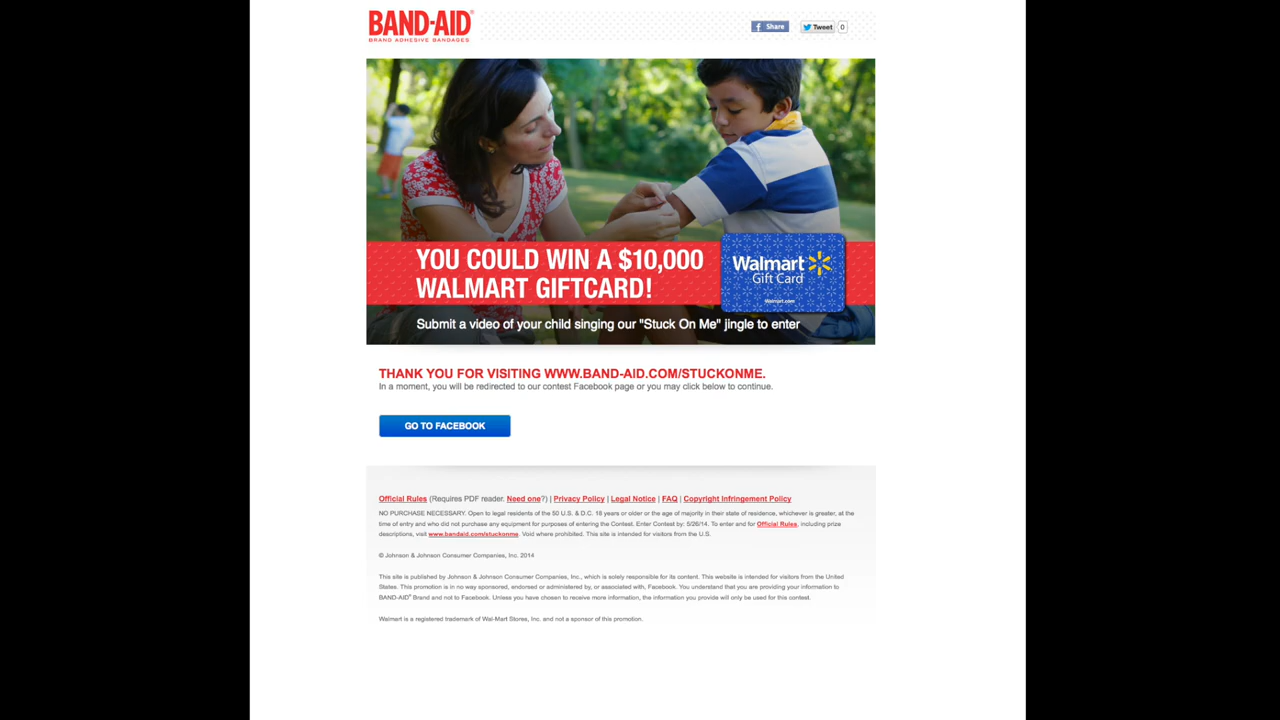 BAND-AID®
BRAND ADHESIVE BANDAGES
Share
Tweet 0
YOU COULD WIN A $10,000
WALMART GIFTCARD!
Walmart
Gift Card
Walmart.com
Submit a video of your child singing our "Stuck On Me" jingle to enter
THANK YOU FOR VISITING WWW.BAND-AID.COM/STUCKONME.
In a moment, you will be redirected to our contest Facebook page or you may click below to continue.
GO TO FACEBOOK
Official Rules (Requires PDF reader. Need one?) | Privacy Policy | Legal Notice | FAQ | Copyright Infringement Policy
NO PURCHASE NECESSARY. Open to legal residents of the 50 U.S. & D.C. 18 years or older or the age of majority in their state of residence, whichever is greater, at the
time of entry and who did not purchase any equipment for purposes of entering the Contest. Enter Contest by: 5/26/14. To enter and for Official Rules, including prize
descriptions, visit www.bandaid.com/stuckonme. Void where prohibited. This site is intended for visitors from the U.S.
© Johnson & Johnson Consumer Companies, Inc. 2014
This site is published by Johnson & Johnson Consumer Companies, Inc., which is solely responsible for its content. This website is intended for visitors from the United
States. This promotion is in no way sponsored, endorsed or administered by, or associated with, Facebook. You understand that you are providing your information to
BAND-AID® Brand and not to Facebook. Unless you have chosen to receive more information, the information you provide will only be used for this contest.
Walmart is a registered trademark of Wal-Mart Stores, Inc. and not a sponsor of this promotion.